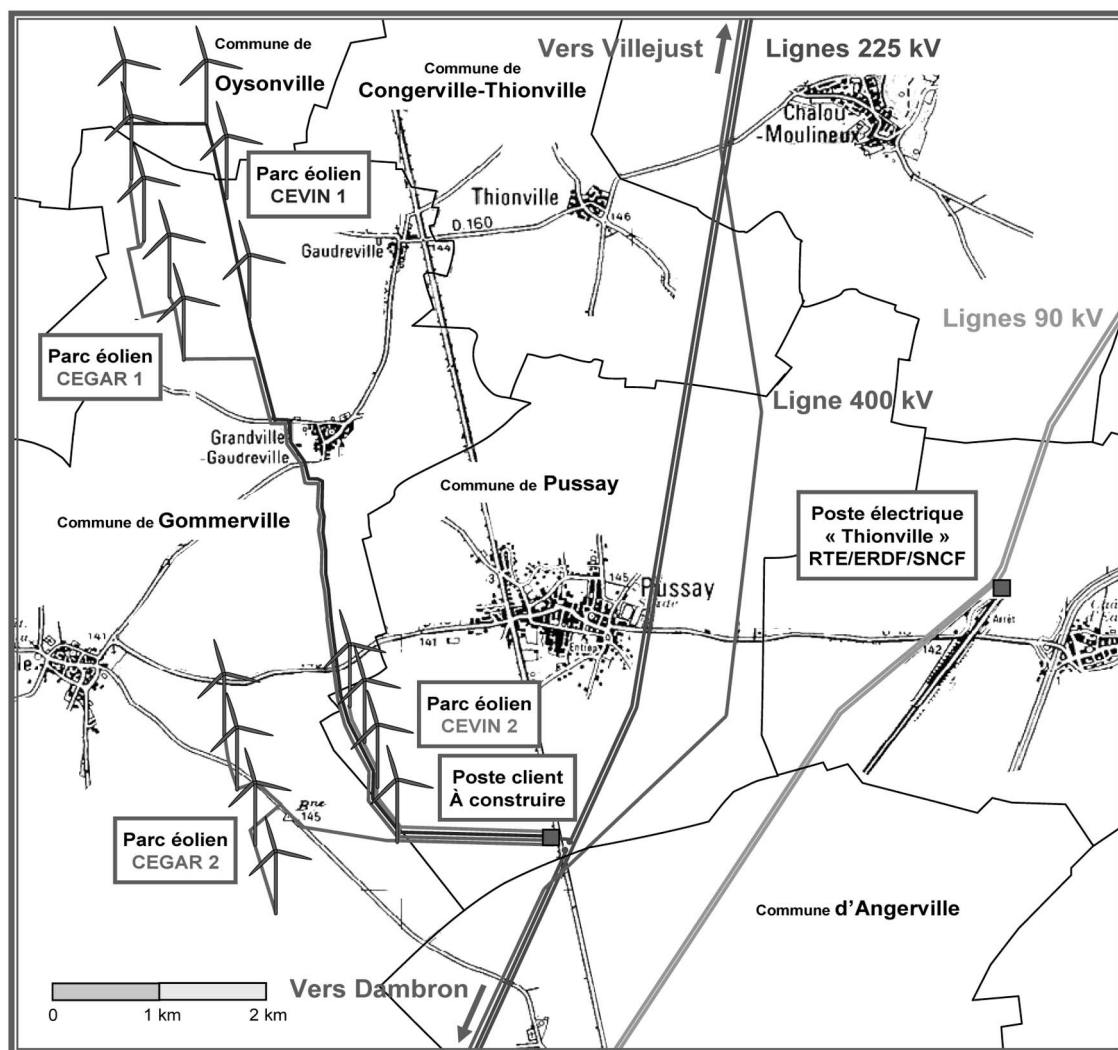 Commune de
Oysonville
Commune de
Congerville-Thionville
Vers Villejust
Lignes 225 kV
Chalou-
-Moulineux
Parc éolien
CEVIN 1
Thionville
146
D.160
Gaudreville
144
Lignes 90 kV
Parc éolien
CEGAR 1
Ligne 400 kV
Grandville
-Gaudreville
Commune de Pussay
Commune de Gommerville
Poste électrique
« Thionville »
RTE/ERDF/SNCF
3
145
Pussay
141
141
Arrêt
142
Parc éolien
CEVIN 2
Poste client
À construire
Bne
145
Parc éolien
CEGAR 2
Commune d'Angerville
Vers Dambron
0
1 km
2 km